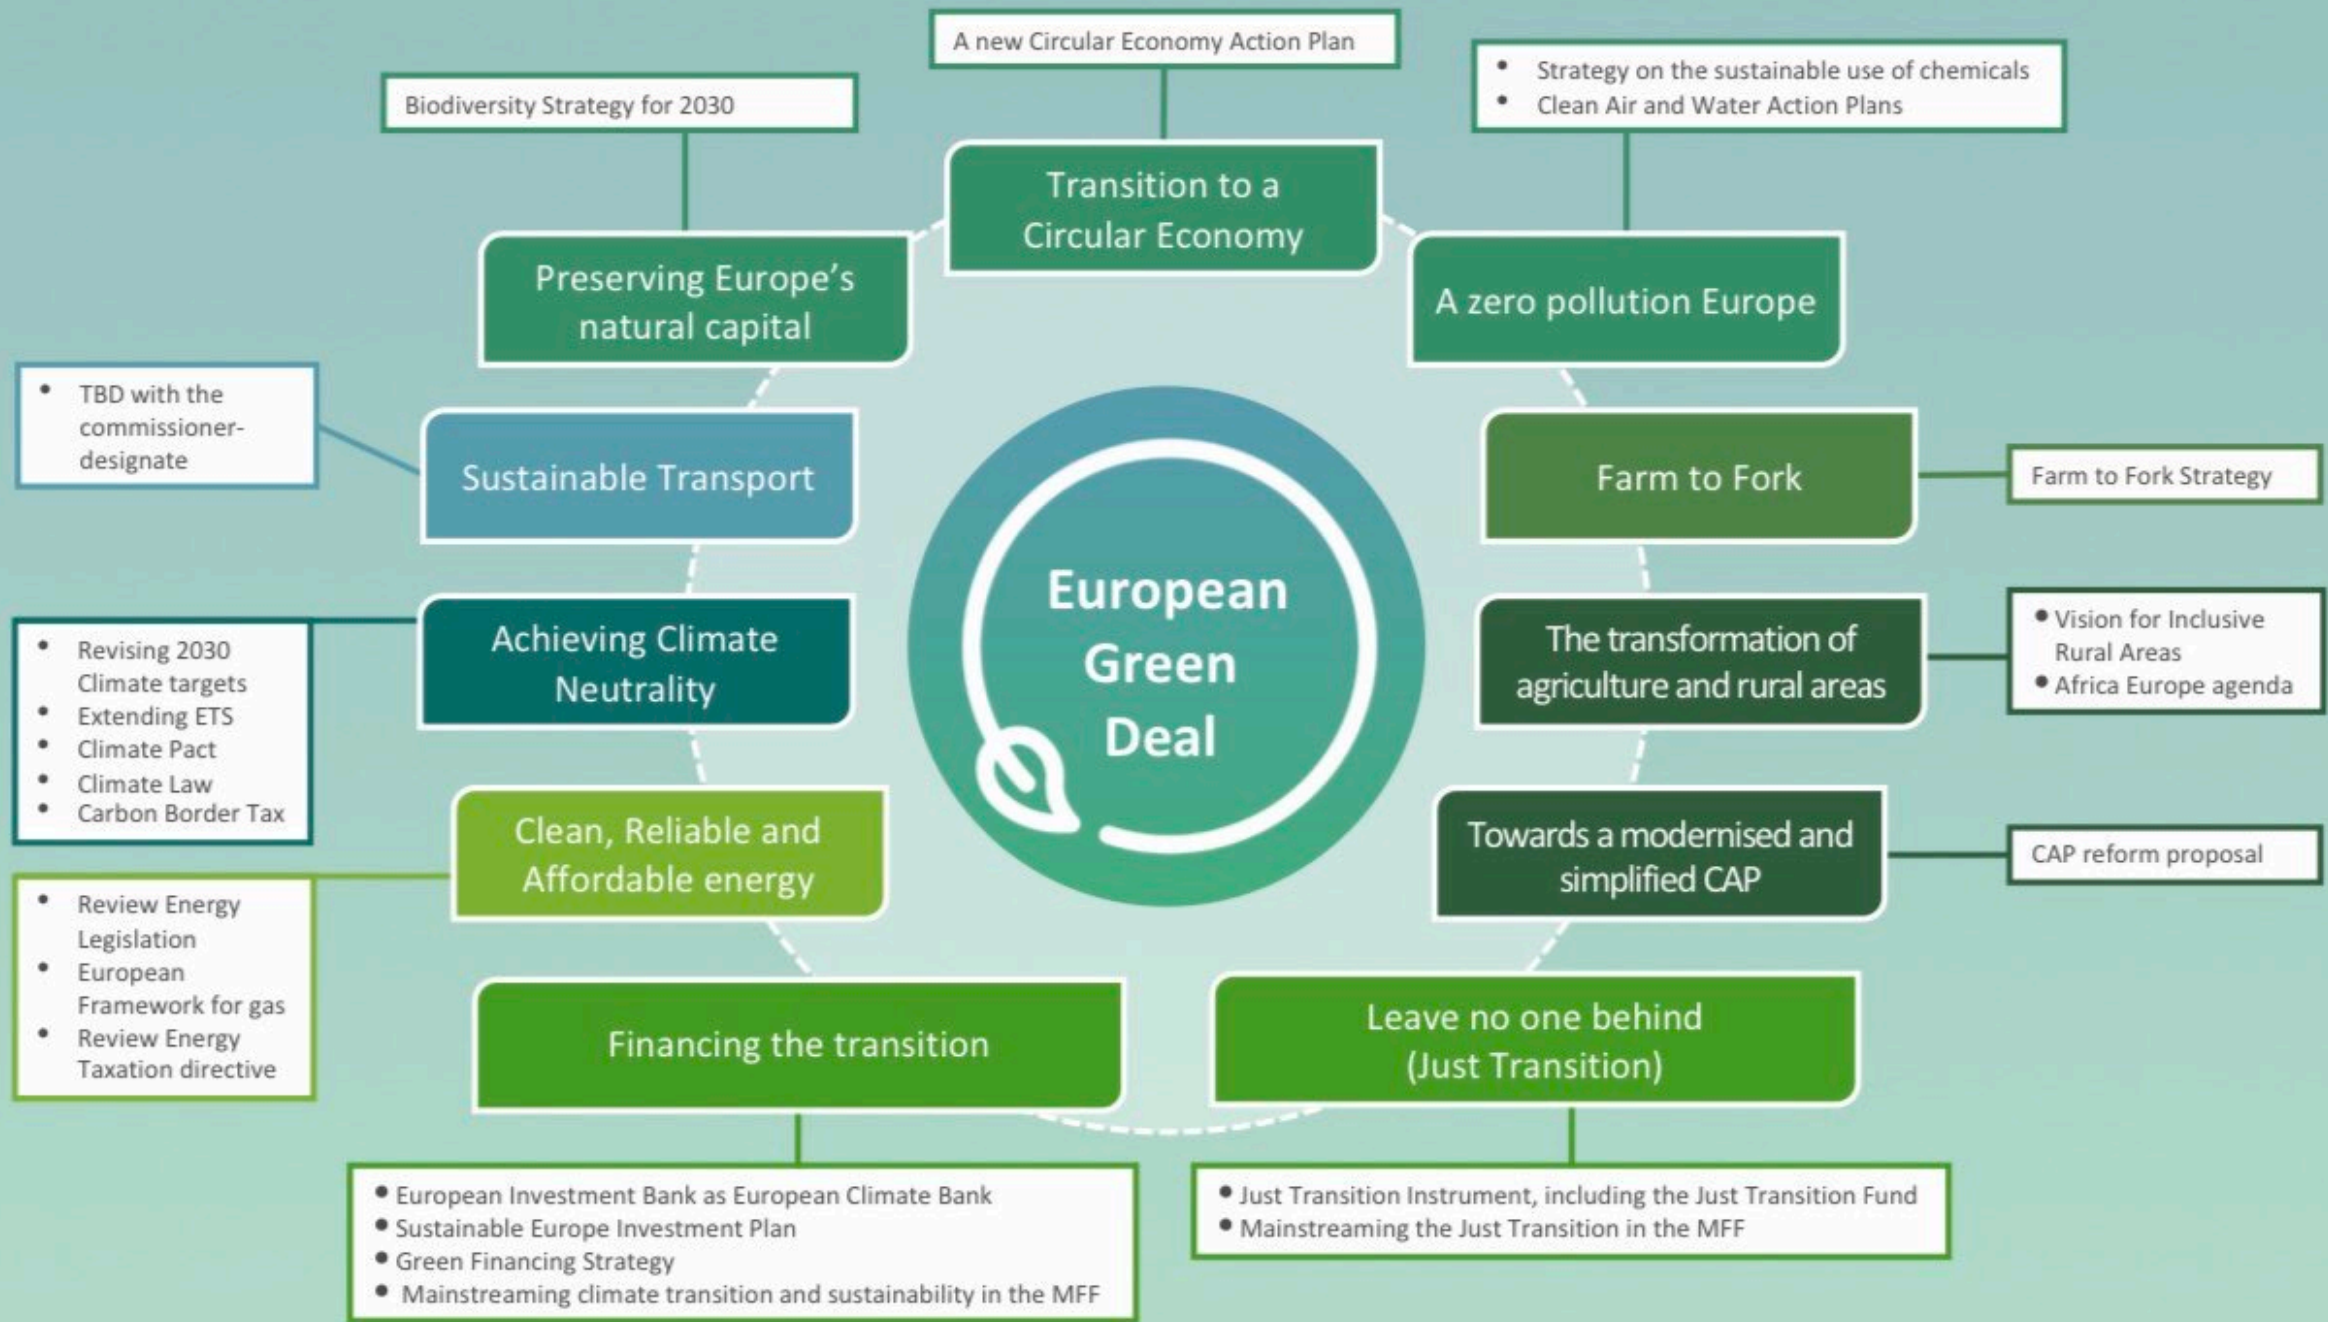 A new Circular Economy Action Plan
• Strategy on the sustainable use of chemicals
• Clean Air and Water Action Plans
Biodiversity Strategy for 2030
Transition to a
Circular Economy
Preserving Europe’s
natural capital
A zero pollution Europe
• TBD with the
commissioner-
designate
Sustainable Transport
Farm to Fork
Farm to Fork Strategy
European
Green
Deal
Achieving Climate
Neutrality
• Revising 2030
Climate targets
• Extending ETS
• Climate Pact
• Climate Law
• Carbon Border Tax
The transformation of
agriculture and rural areas
• Vision for Inclusive
Rural Areas
• Africa Europe agenda
Clean, Reliable and
Affordable energy
• Review Energy
Legislation
• European
Framework for gas
• Review Energy
Taxation directive
Towards a modernised and
simplified CAP
CAP reform proposal
Financing the transition
• European Investment Bank as European Climate Bank
• Sustainable Europe Investment Plan
• Green Financing Strategy
• Mainstreaming climate transition and sustainability in the MFF
Leave no one behind
(Just Transition)
• Just Transition Instrument, including the Just Transition Fund
• Mainstreaming the Just Transition in the MFF